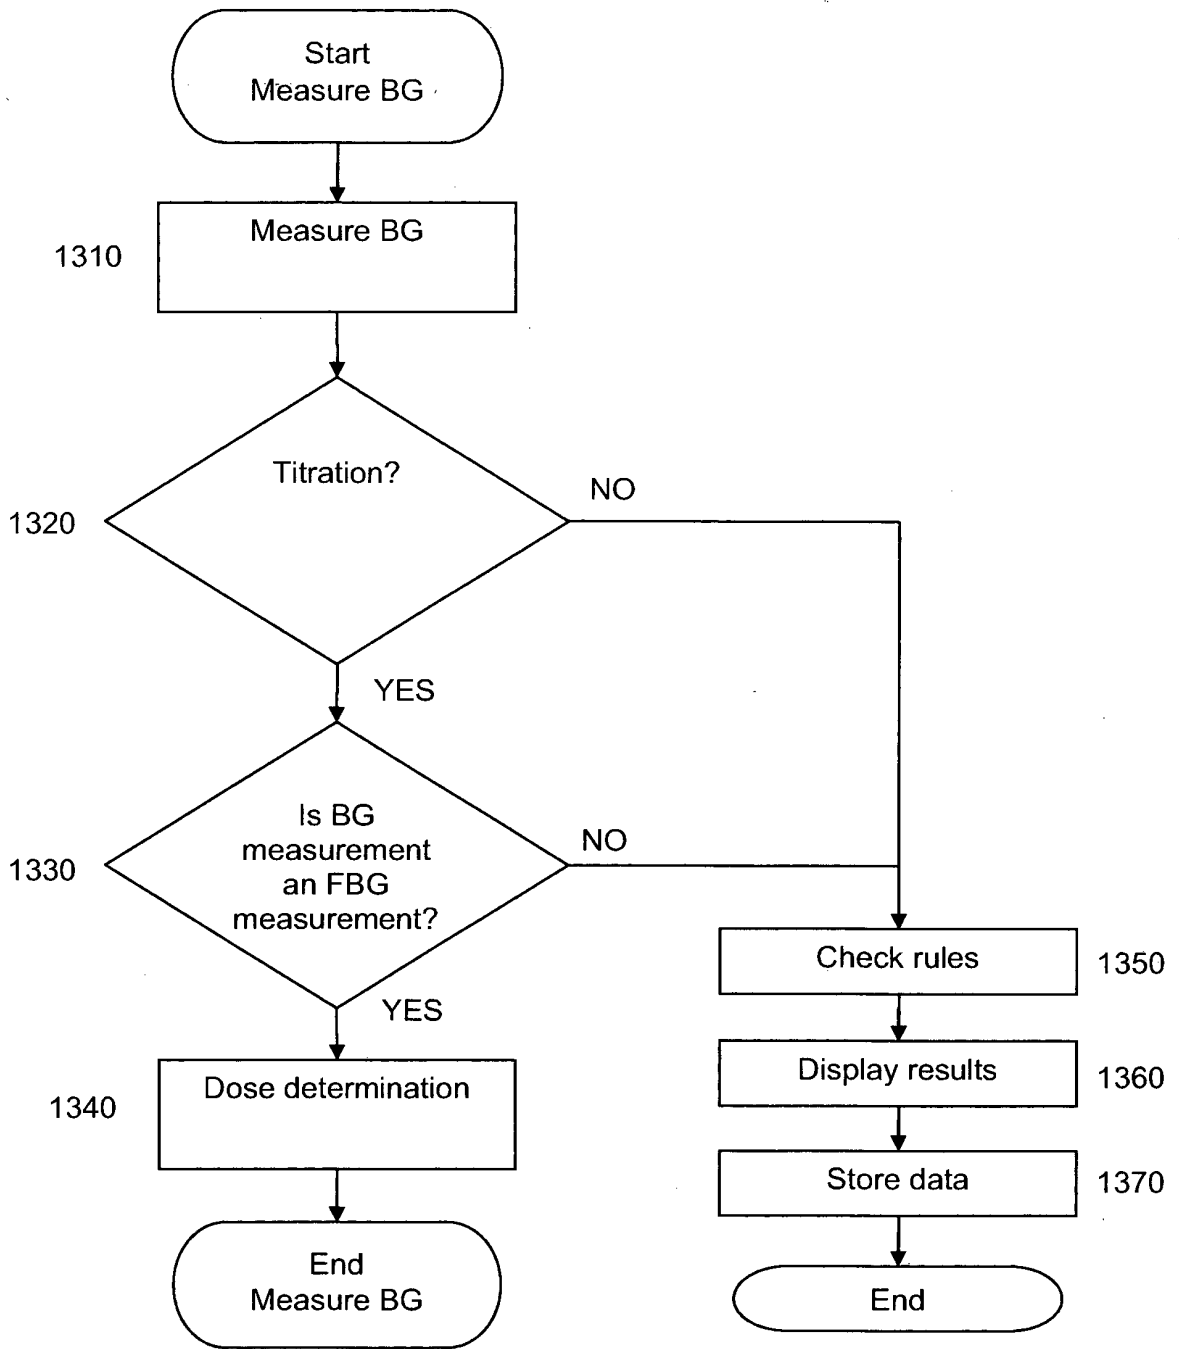 Start
Measure BG
Measure BG
1310
Titration?
NO
1320
YES
Is BG
measurement
an FBG
measurement?
NO
1330
YES
Check rules
1350
Display results
1360
Dose determination
1340
Store data
1370
End
Measure BG
End